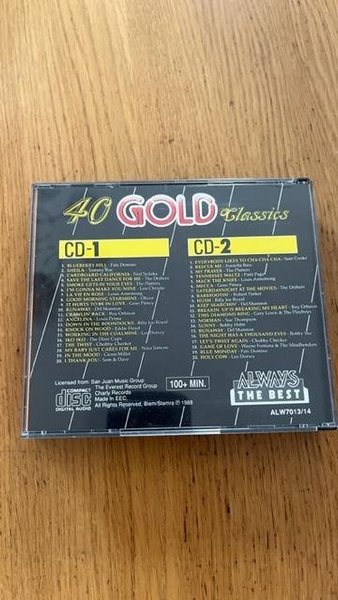 40 GOLD Classics
CD-1
1. BLUEBERRY HILL - Fats Domino
2. SHEILA - Tommy Roe
3. CARDBOARD CALIFORNIA - Neil Sedaka
4. SAVE THE LAST DANCE FOR ME - The Drifters
5. SMOKE GETS IN YOUR EYES - The Platters
6. I'M GONNA MAKE YOU MINE - Lou Christie
7. LA VIE EN ROSE - Louis Armstrong
8. GOOD MORNING STARSHINE - Oliver
9. IT HURTS TO BE IN LOVE - Gene Pitney
10. RUNAWAY - Del Shannon
11. CRAWLIN' BACK - Roy Orbison
12. ANGELINA - Louis Prima
13. DOWN IN THE BOONDOCKS - Billy Joe Royal
14. KNOCK ON WOOD - Eddie Floyd
15. WORKING IN THE COAL MINE - Lee Dorsey
16. IKO IKO - The Dixie Cups
17. THE TWIST - Chubby Checker
18. MY BABY JUST CARES FOR ME - Nina Simone
19. IN THE MOOD - Glenn Miller
20. I THANK YOU - Sam & Dave
CD-2
1. EVERYBODY LIKES TO CHA CHA CHA - Sam Cooke
2. RESCUE ME - Fontella Bass
3. MY PRAYER - The Platters
4. TENNESSEE WALTZ - Patti Page
5. MACK THE KNIFE - Louis Armstrong
6. MECCA - Gene Pitney
7. SATURDAY NIGHT AT THE MOVIES - The Drifters
8. BAREFOOTIN' - Robert Parker
9. HUSH - Billy Joe Royal
10. KEEP SEARCHIN' - Del Shannon
11. BREAKIN' UP IS BREAKING MY HEART - Roy Orbison
12. THIS DIAMOND RING - Gary Lewis & The Playboys
13. NORMAN - Sue Thompson
14. SUNNY - Bobby Hebb
15. RUNAWAY - Del Shannon
16. THE NIGHT HAS A THOUSAND EYES - Bobby Vee
17. LET'S TWIST AGAIN - Chubby Checker
18. GAME OF LOVE - Wayne Fontana & The Mindbenders
19. BLUE MONDAY - Fats Domino
20. HOLY COW - Lee Dorsey
Licensed from: San Juan Music Group
The Everest Record Group
Charly Records
Made in EEC.
All Rights Reserved, Biem/Stemra ℗ 1988
100+ MIN.
COMPACT
disc
DIGITAL AUDIO
ALWAYS
THE BEST
ALW7013/14